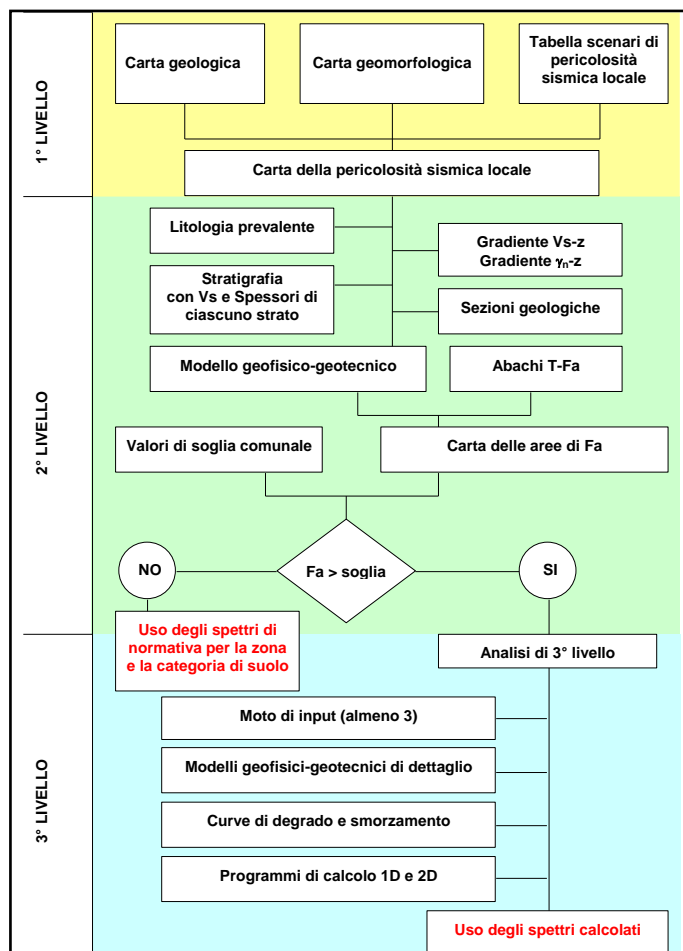 1° LIVELLO
Carta geologica
Carta geomorfologica
Tabella scenari di
pericolosità
sismica locale
Carta della pericolosità sismica locale
2° LIVELLO
Litologia prevalente
Gradiente Vs-z
Gradiente γn-z
Stratigrafia
con Vs e Spessori di
ciascuno strato
Sezioni geologiche
Modello geofisico-geotecnico
Abachi T-Fa
Valori di soglia comunale
Carta delle aree di Fa
NO
Fa > soglia
SI
Uso degli spettri di
normativa per la zona
e la categoria di suolo
3° LIVELLO
Analisi di 3° livello
Moto di input (almeno 3)
Modelli geofisici-geotecnici di dettaglio
Curve di degrado e smorzamento
Programmi di calcolo 1D e 2D
Uso degli spettri calcolati